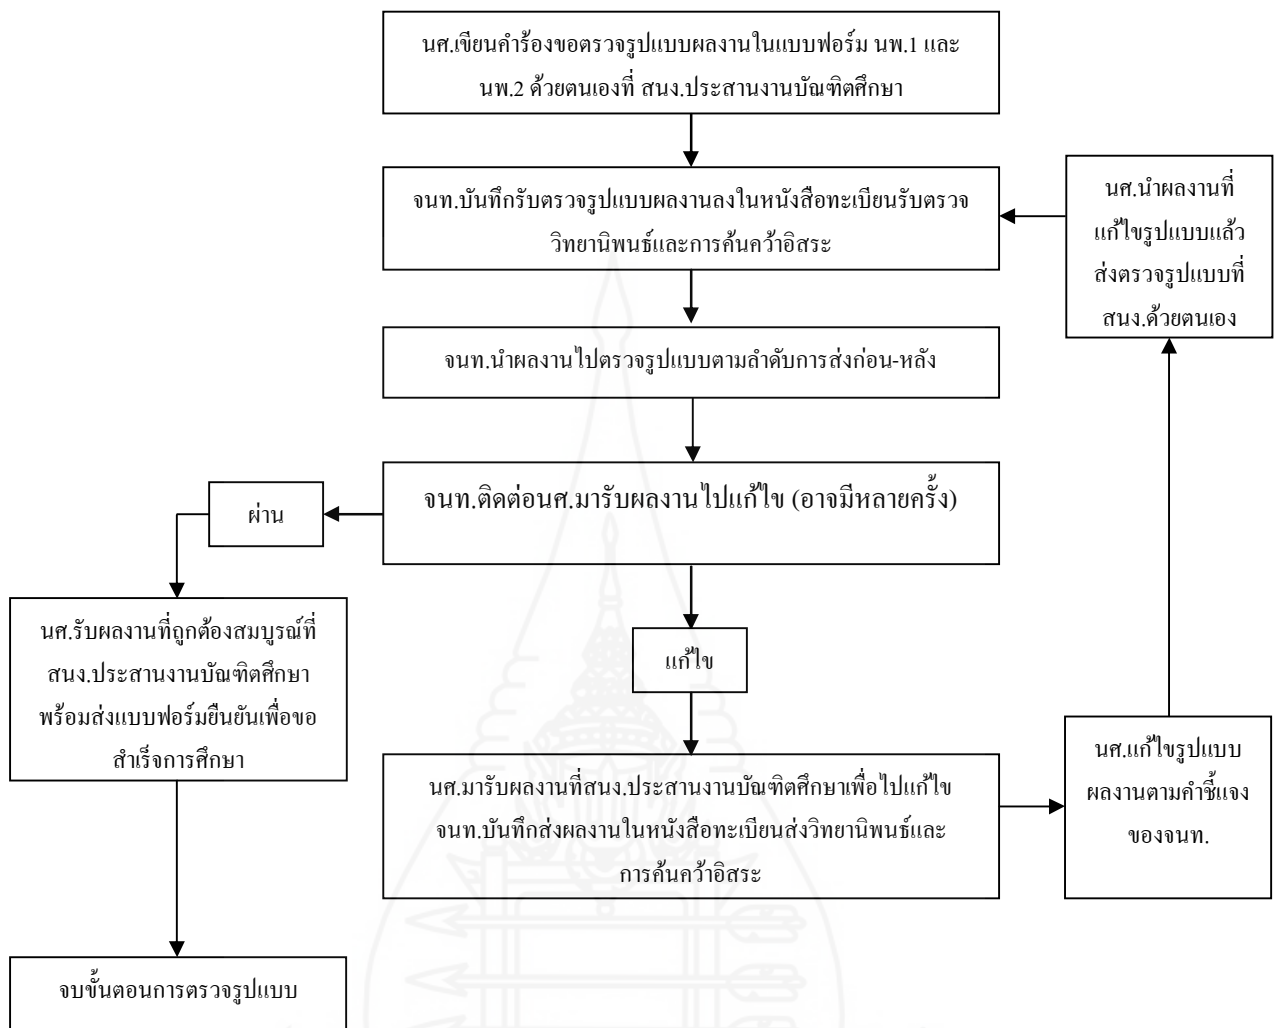 นศ.เขียนคำร้องขอตรวจรูปแบบผลงานในแบบฟอร์ม นพ.1 และ
นพ.2 ด้วยตนเองที่ สนง.ประสานงานบัณฑิตศึกษา
จนท.บันทึกรับตรวจรูปแบบผลงานลงในหนังสือทะเบียนรับตรวจ
วิทยานิพนธ์และการค้นคว้าอิสระ
นศ.นำผลงานที่
แก้ไขรูปแบบแล้ว
ส่งตรวจรูปแบบที่
สนง.ด้วยตนเอง
จนท.นำผลงานไปตรวจรูปแบบตามลำดับการส่งก่อน-หลัง
จนท.ติดต่อนศ.มารับผลงานไปแก้ไข (อาจมีหลายครั้ง)
ผ่าน
แก้ไข
นศ.รับผลงานที่ถูกต้องสมบูรณ์ที่
สนง.ประสานงานบัณฑิตศึกษา
พร้อมส่งแบบฟอร์มยืนยันเพื่อขอ
สำเร็จการศึกษา
นศ.มารับผลงานที่สนง.ประสานงานบัณฑิตศึกษาเพื่อไปแก้ไข
จนท.บันทึกส่งผลงานในหนังสือทะเบียนส่งวิทยานิพนธ์และ
การค้นคว้าอิสระ
นศ.แก้ไขรูปแบบ
ผลงานตามคำชี้แจง
ของจนท.
จบขั้นตอนการตรวจรูปแบบ